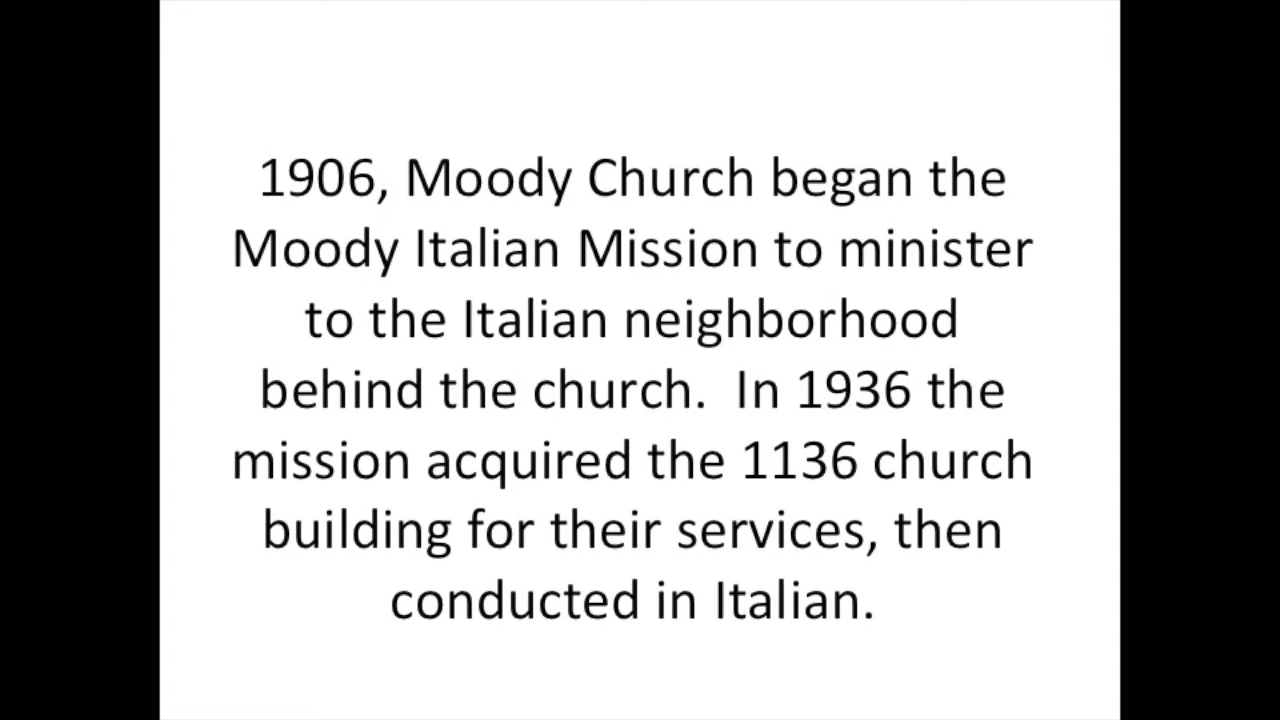 1906, Moody Church began the
Moody Italian Mission to minister
to the Italian neighborhood
behind the church.  In 1936 the
mission acquired the 1136 church
building for their services, then
conducted in Italian.